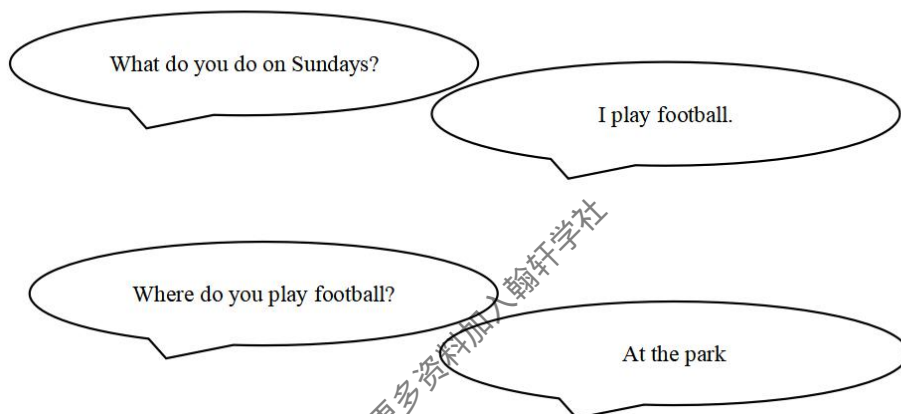 What do you do on Sundays?
I play football.
Where do you play football?
At the park
更多资料加入翰轩学社